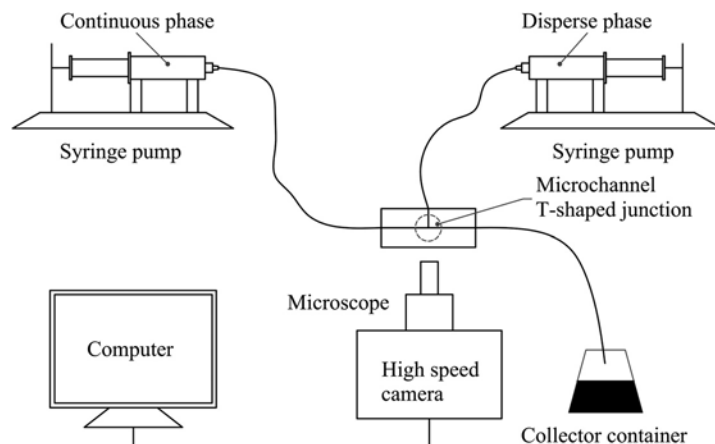 Continuous phase
Disperse phase
Syringe pump
Syringe pump
Microchannel
T-shaped junction
Microscope
Computer
High speed
camera
Collector container